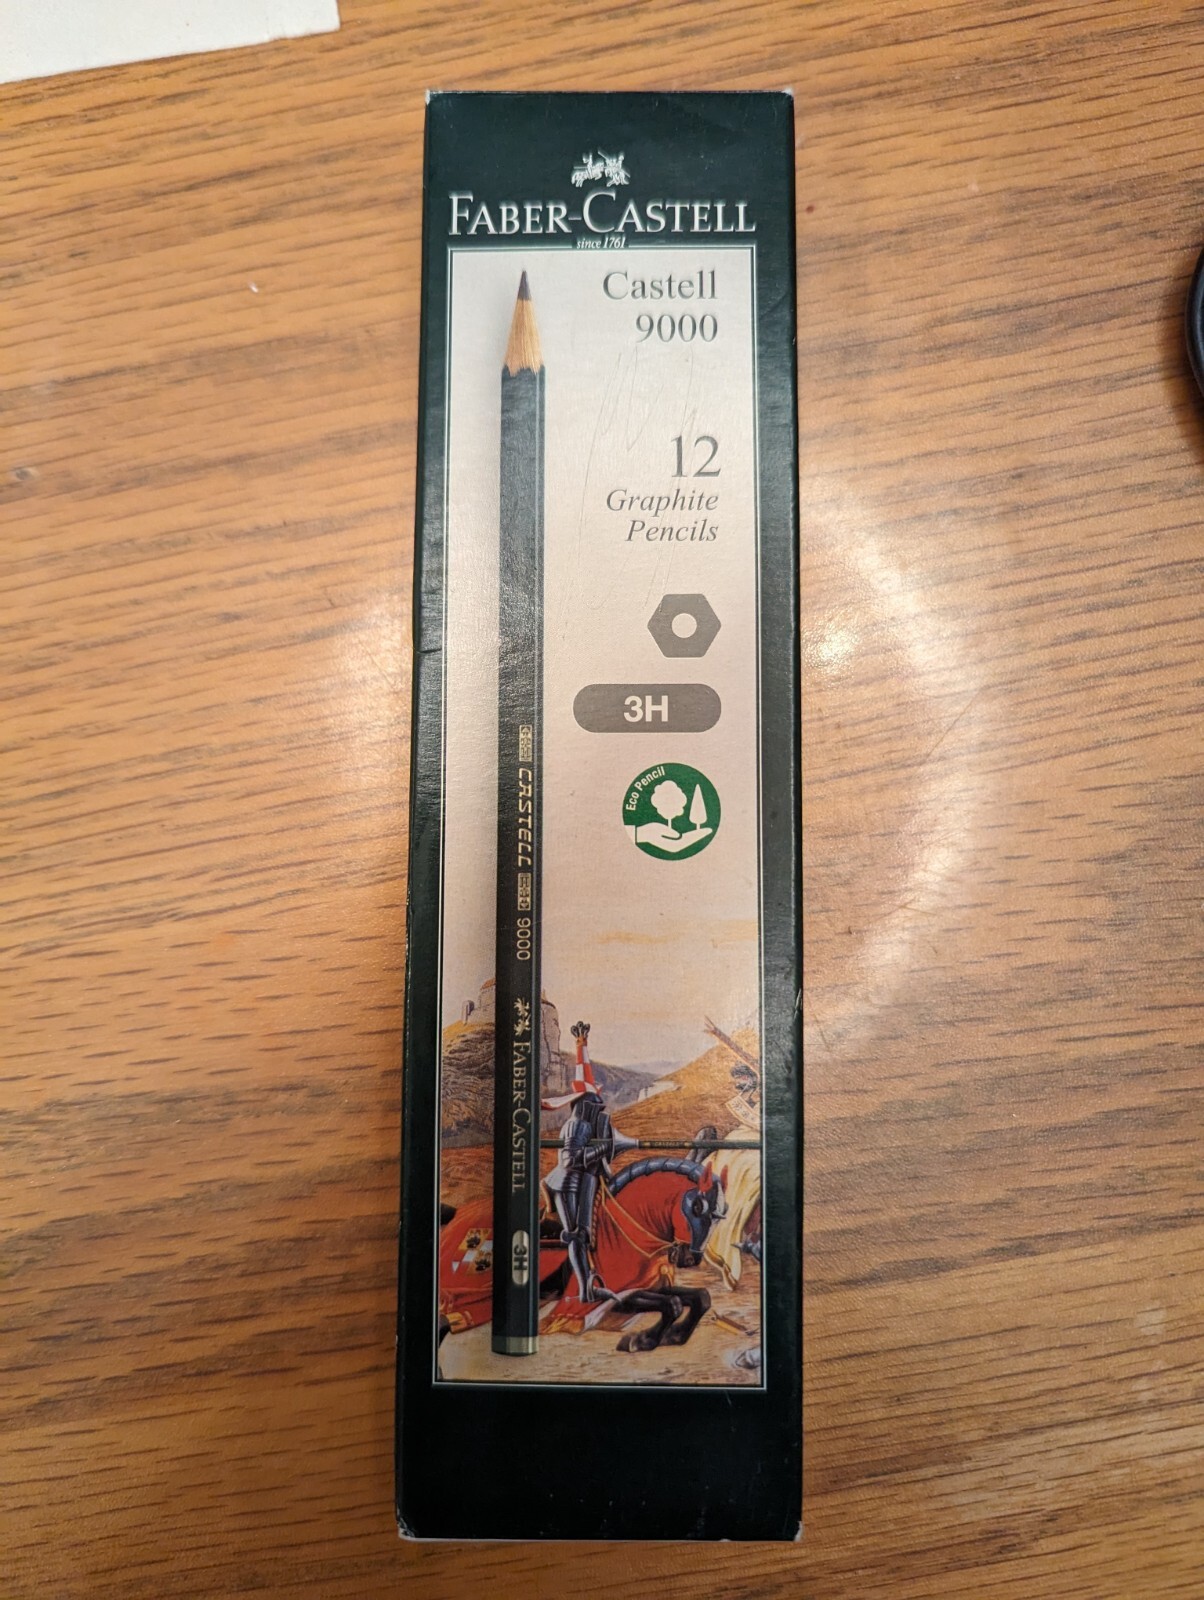 FABER-CASTELL
since 1761
Castell
9000
12
Graphite
Pencils
3H
Eco Pencil
CASTELL 9000 FABER-CASTELL 3H